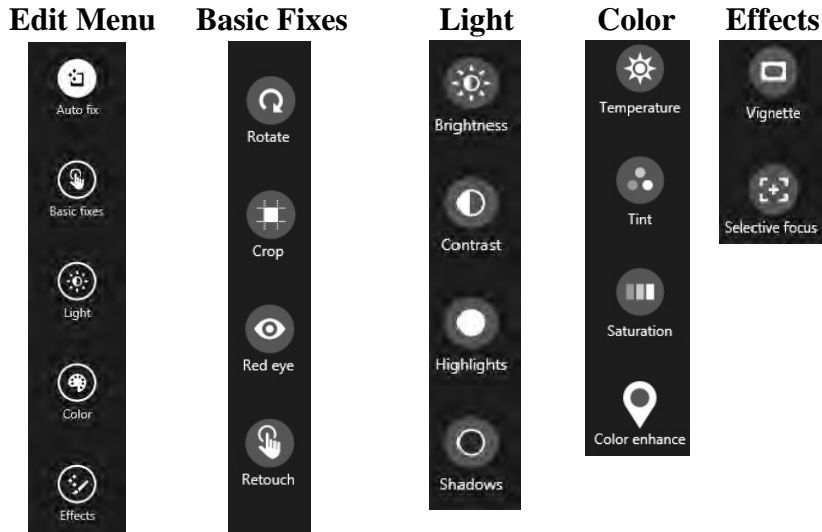 Edit Menu
Auto fix
Basic fixes
Light
Color
Effects
Basic Fixes
Rotate
Crop
Red eye
Retouch
Light
Brightness
Contrast
Highlights
Shadows
Color
Temperature
Tint
Saturation
Color enhance
Effects
Vignette
Selective focus